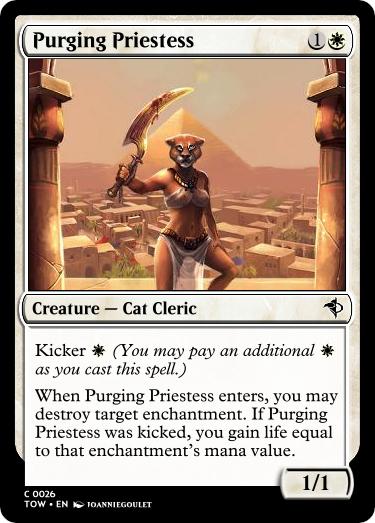 Purging Priestess 1
Creature — Cat Cleric
Kicker (You may pay an additional
as you cast this spell.)
When Purging Priestess enters, you may
destroy target enchantment. If Purging
Priestess was kicked, you gain life equal
to that enchantment's mana value.
1/1
C 0026
TOW • EN JOANNIEGOULET